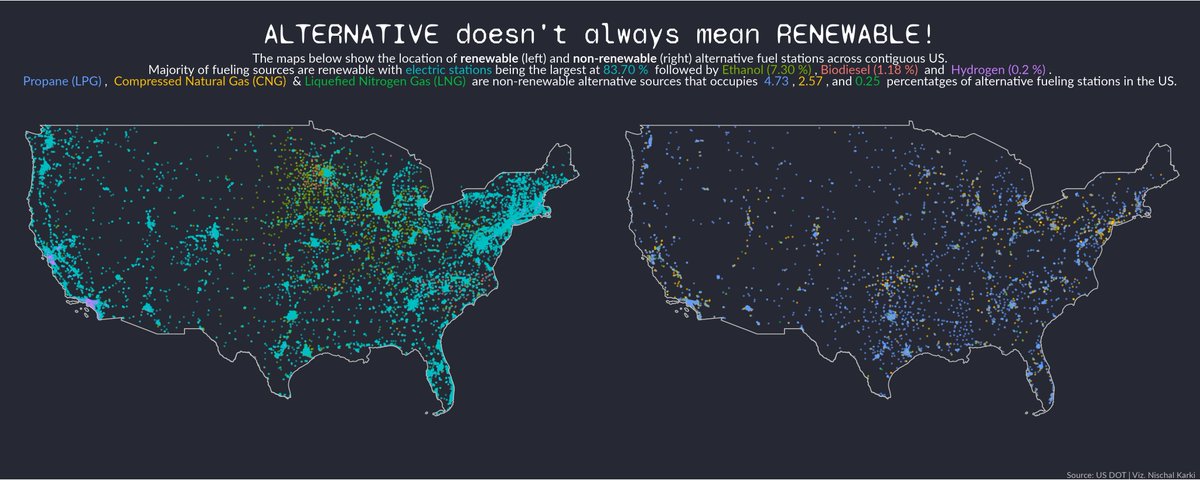 ALTERNATIVE doesn't always mean RENEWABLE!
The maps below show the location of renewable (left) and non-renewable (right) alternative fuel stations across contiguous US.
Majority of fueling sources are renewable with electric stations being the largest at 83.70 % followed by Ethanol (7.30 %) , Biodiesel (1.18 %) and Hydrogen (0.2 %) .
Propane (LPG) , Compressed Natural Gas (CNG) & Liquefied Nitrogen Gas (LNG) are non-renewable alternative sources that occupies 4.73 , 2.57 , and 0.25 percentatges of alternative fueling stations in the US.
Source: US DOT | Viz. Nischal Karki